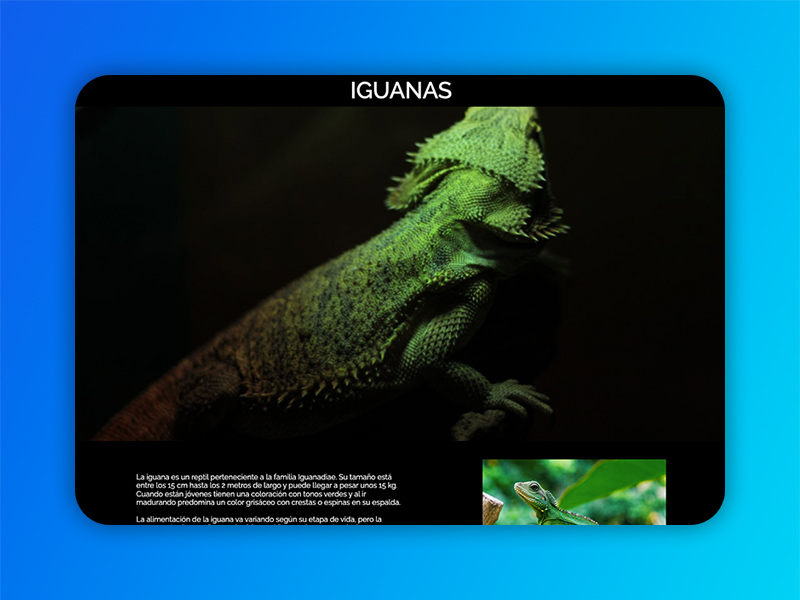 IGUANAS
La iguana es un reptil perteneciente a la familia Iguanadiae. Su tamaño está
entre los 15 cm hasta los 2 metros de largo y puede llegar a pesar unos 15 kg.
Cuando están jóvenes tienen una coloración con tonos verdes y al ir
madurando predomina un color grisáceo con crestas o espinas en su espalda.
La alimentación de la iguana va variando según su etapa de vida, pero la